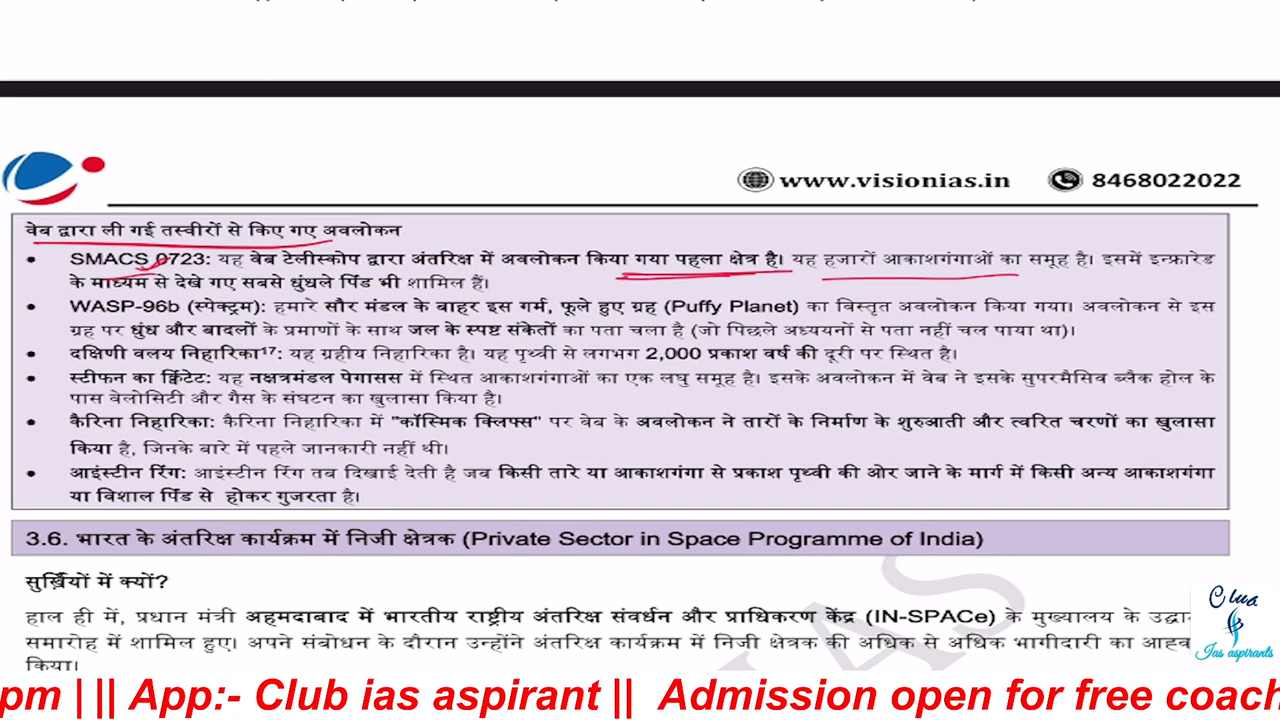 www.visionias.in 8468022022
वेब द्वारा ली गई तस्वीरों से किए गए अवलोकन
• SMACS 0723: यह वेब टेलीस्कोप द्वारा अंतरिक्ष में अवलोकन किया गया पहला क्षेत्र है। यह हजारों आकाशगंगाओं का समूह है। इसमें इन्फ्रारेड
के माध्यम से देखे गए सबसे धुंधले पिंड भी शामिल हैं।
• WASP-96b (स्पेक्ट्रम): हमारे सौर मंडल के बाहर इस गर्म, फूले हुए ग्रह (Puffy Planet) का विस्तृत अवलोकन किया गया। अवलोकन से इस
ग्रह पर धुंध और बादलों के प्रमाणों के साथ जल के स्पष्ट संकेतों का पता चला है (जो पिछले अध्ययनों से पता नहीं चल पाया था)।
• दक्षिणी वलय निहारिका¹⁷: यह ग्रहीय निहारिका है। यह पृथ्वी से लगभग 2,000 प्रकाश वर्ष की दूरी पर स्थित है।
• स्टीफन का क्विंटेट: यह नक्षत्रमंडल पेगासस में स्थित आकाशगंगाओं का एक लघु समूह है। इसके अवलोकन में वेब ने इसके सुपरमैसिव ब्लैक होल के
पास वेलोसिटी और गैस के संघटन का खुलासा किया है।
• कैरिना निहारिका: कैरिना निहारिका में "कॉस्मिक क्लिफ्स" पर वेब के अवलोकन ने तारों के निर्माण के शुरुआती और त्वरित चरणों का खुलासा
किया है, जिनके बारे में पहले जानकारी नहीं थी।
• आइंस्टीन रिंग: आइंस्टीन रिंग तब दिखाई देती है जब किसी तारे या आकाशगंगा से प्रकाश पृथ्वी की ओर जाने के मार्ग में किसी अन्य आकाशगंगा
या विशाल पिंड से होकर गुजरता है।
3.6. भारत के अंतरिक्ष कार्यक्रम में निजी क्षेत्रक (Private Sector in Space Programme of India)
सुर्ख़ियों में क्यों?
हाल ही में, प्रधान मंत्री अहमदाबाद में भारतीय राष्ट्रीय अंतरिक्ष संवर्धन और प्राधिकरण केंद्र (IN-SPACe) के मुख्यालय के
समारोह में शामिल हुए। अपने संबोधन के दौरान उन्होंने अंतरिक्ष कार्यक्रम में निजी क्षेत्रक की अधिक से अधिक भागीदारी का
किया।
Club
Ias aspirants
pm | || App:- Club ias aspirant || Admission open for free coach